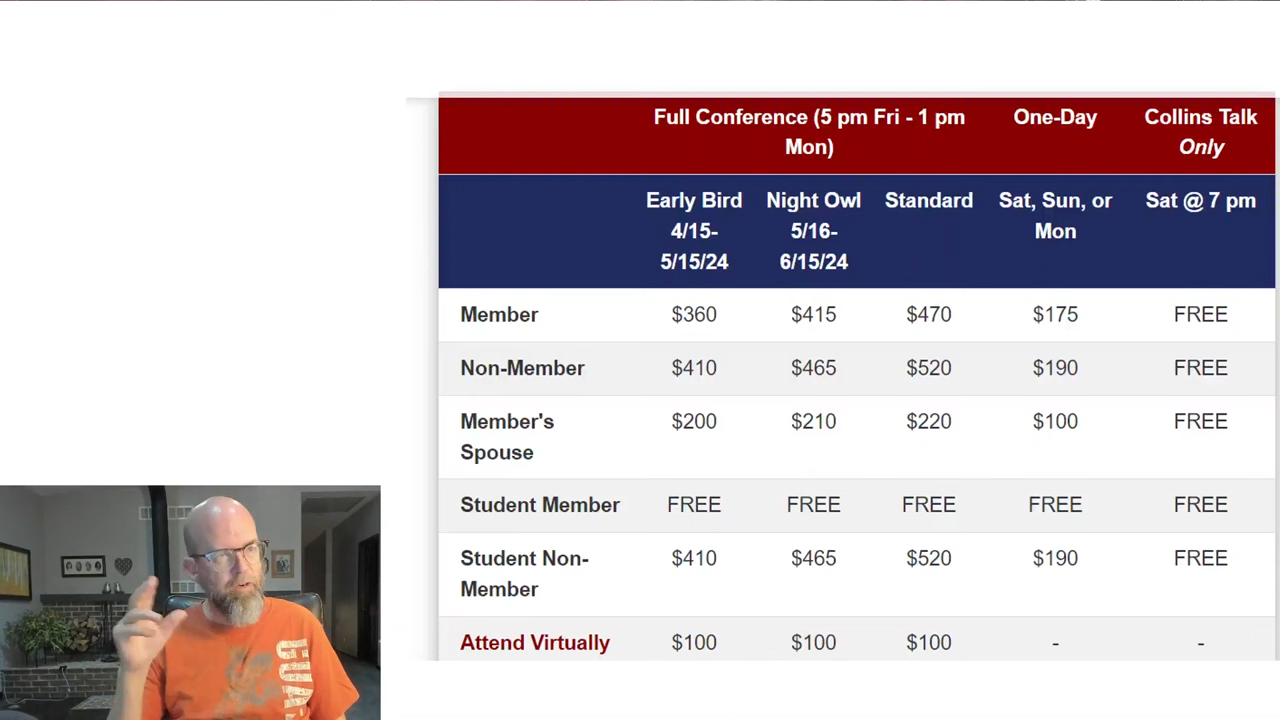 Full Conference (5 pm Fri - 1 pm
Mon)
One-Day
Collins Talk
Only
Early Bird
4/15-
5/15/24
Night Owl
5/16-
6/15/24
Standard
Sat, Sun, or
Mon
Sat @ 7 pm
Member $360 $415 $470 $175 FREE
Non-Member $410 $465 $520 $190 FREE
Member's
Spouse
$200 $210 $220 $100 FREE
Student Member FREE FREE FREE FREE FREE
Student Non-
Member
$410 $465 $520 $190 FREE
Attend Virtually $100 $100 $100 - -